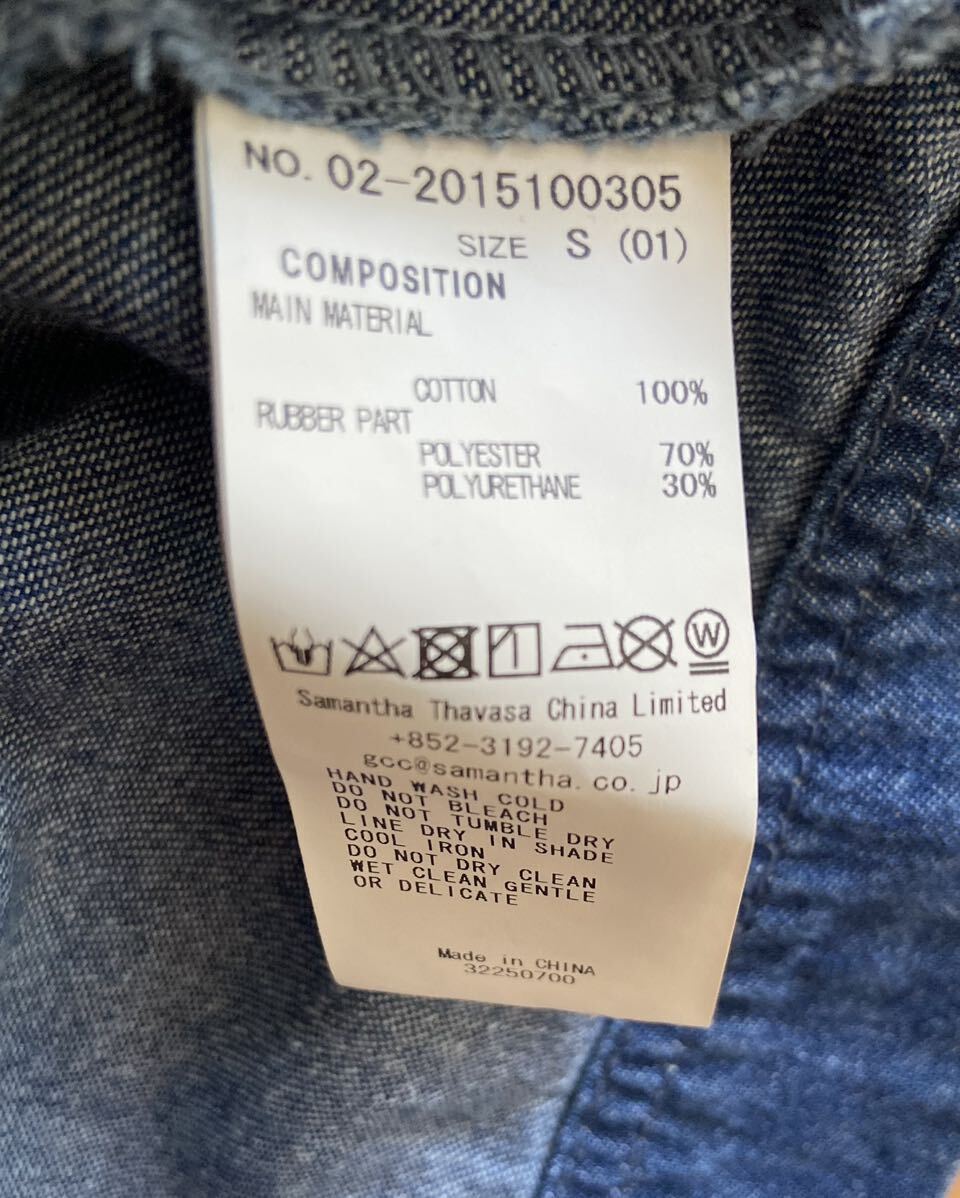 NO. 02-2015100305
SIZE S (01)
COMPOSITION
MAIN MATERIAL
COTTON 100%
RUBBER PART
POLYESTER 70%
POLYURETHANE 30%
W
Samantha Thavasa China Limited
+852-3192-7405
gcc@samantha.co.jp
HAND WASH COLD
DO NOT BLEACH
DO NOT TUMBLE DRY
LINE DRY IN SHADE
COOL IRON
DO NOT DRY CLEAN
WET CLEAN GENTLE
OR DELICATE
Made in CHINA
32250700